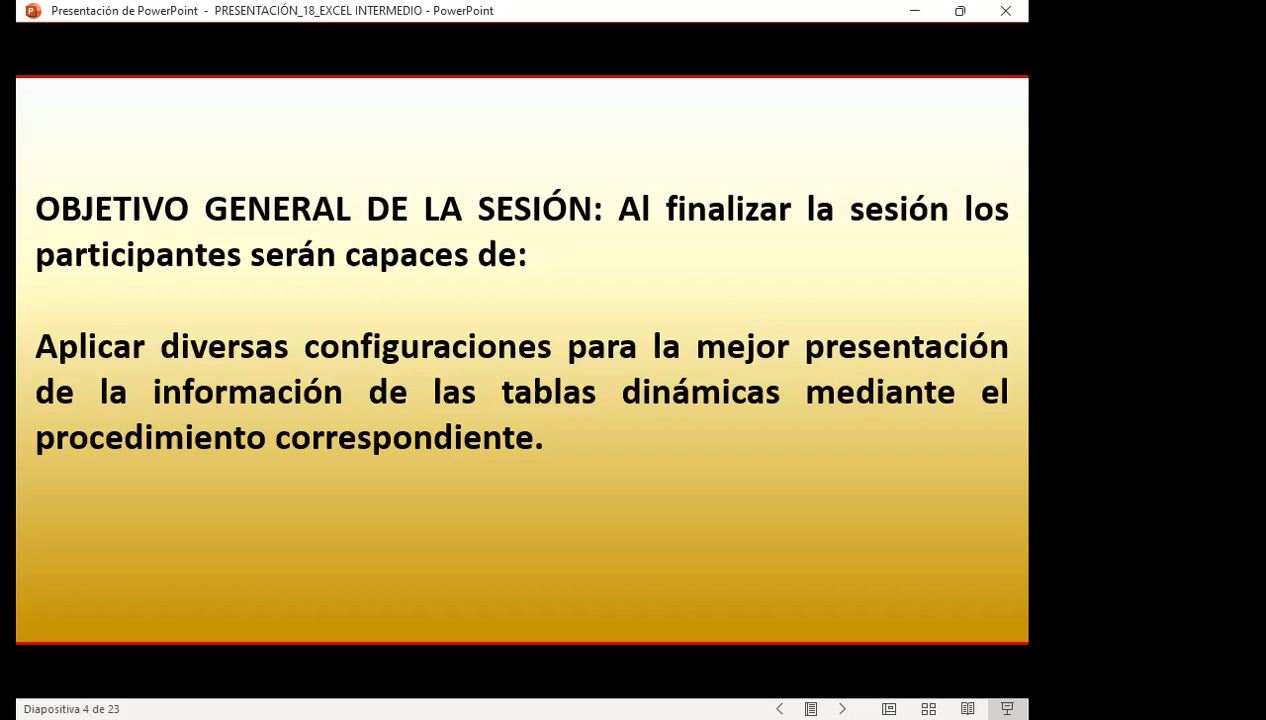 Presentación de PowerPoint - PRESENTACIÓN_18_EXCEL INTERMEDIO - PowerPoint
OBJETIVO GENERAL DE LA SESIÓN: Al finalizar la sesión los
participantes serán capaces de:
Aplicar diversas configuraciones para la mejor presentación
de la información de las tablas dinámicas mediante el
procedimiento correspondiente.
Diapositiva 4 de 23